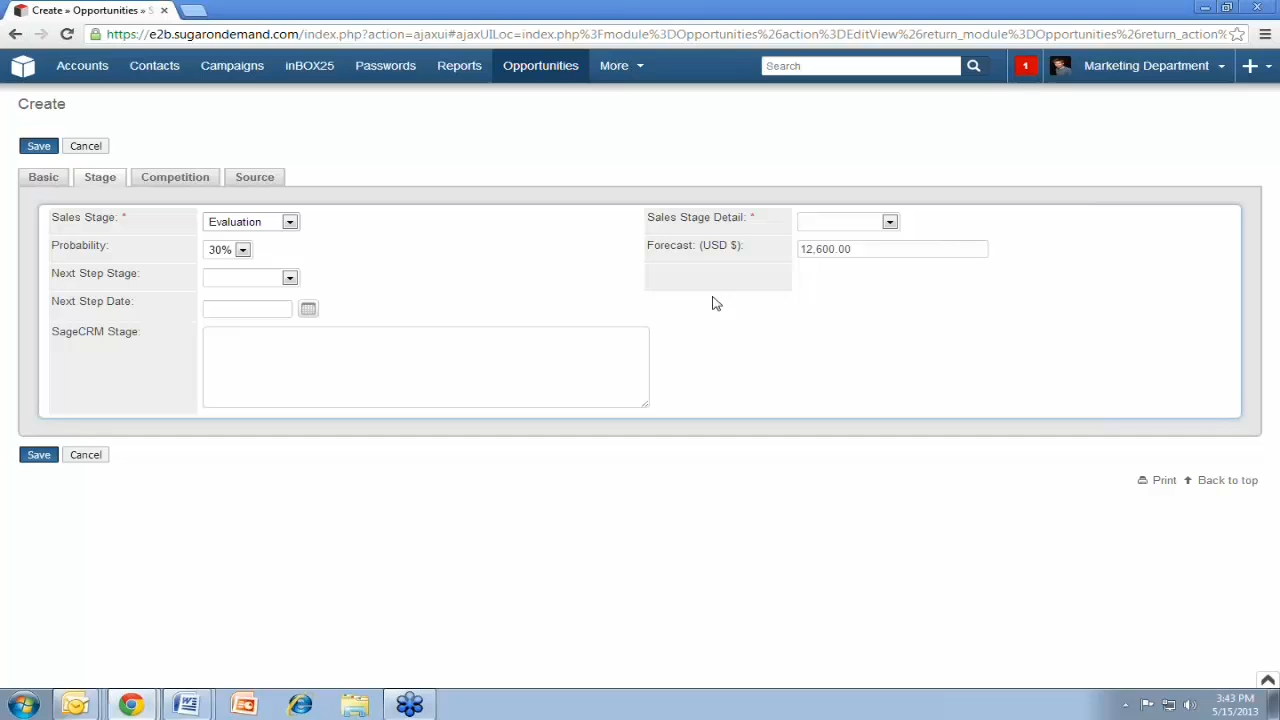 Create » Opportunities » S
https://e2b.sugarondemand.com/index.php?action=ajaxui#ajaxUILoc=index.php%3Fmodule%3DOpportunities%26action%3DEditView%26return_module%3DOpportunities%26return_action%
Accounts Contacts Campaigns inBOX25 Passwords Reports Opportunities More Search 1 Marketing Department
Create
Save Cancel
Basic Stage Competition Source
Sales Stage: * Evaluation Sales Stage Detail: *
Probability: 30% Forecast: (USD $): 12,600.00
Next Step Stage:
Next Step Date:
SageCRM Stage:
Save Cancel
Print Back to top
3:43 PM
5/15/2013